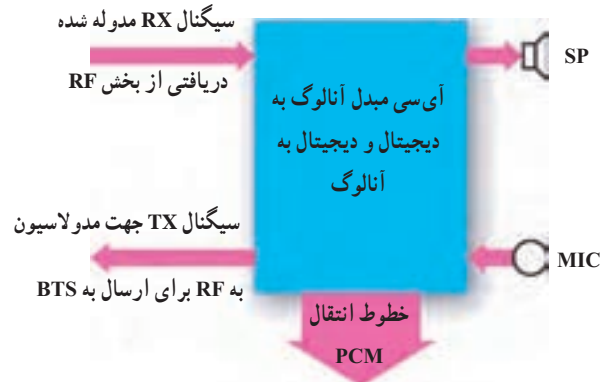 سیگنال RX مدوله شده
دریافتی از بخش RF
SP
آی‌سی مبدل آنالوگ به
دیجیتال و دیجیتال به
آنالوگ
سیگنال TX جهت مدولاسیون
به RF برای ارسال به BTS
MIC
خطوط انتقال
PCM